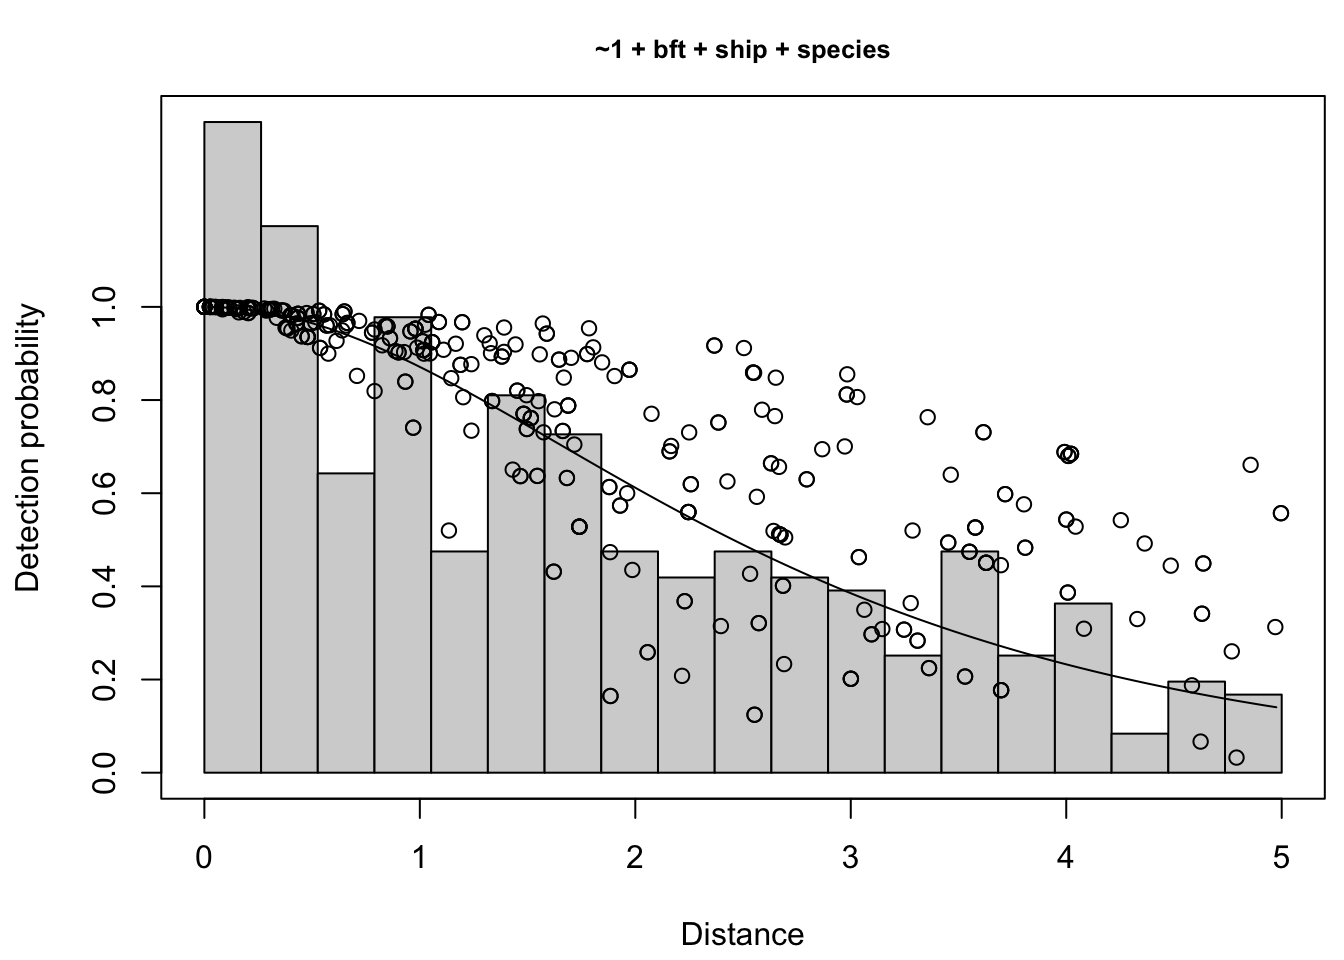 ~1 + bft + ship + species
Detection probability
1.0
0.8
0.6
0.4
0.2
0.0
0 1 2 3 4 5
Distance